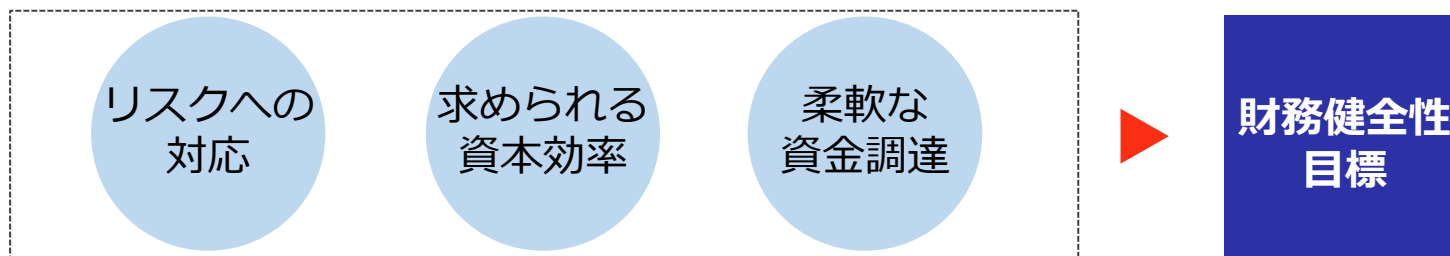 リスクへの
対応
求められる
資本効率
柔軟な
資金調達
財務健全性
目標